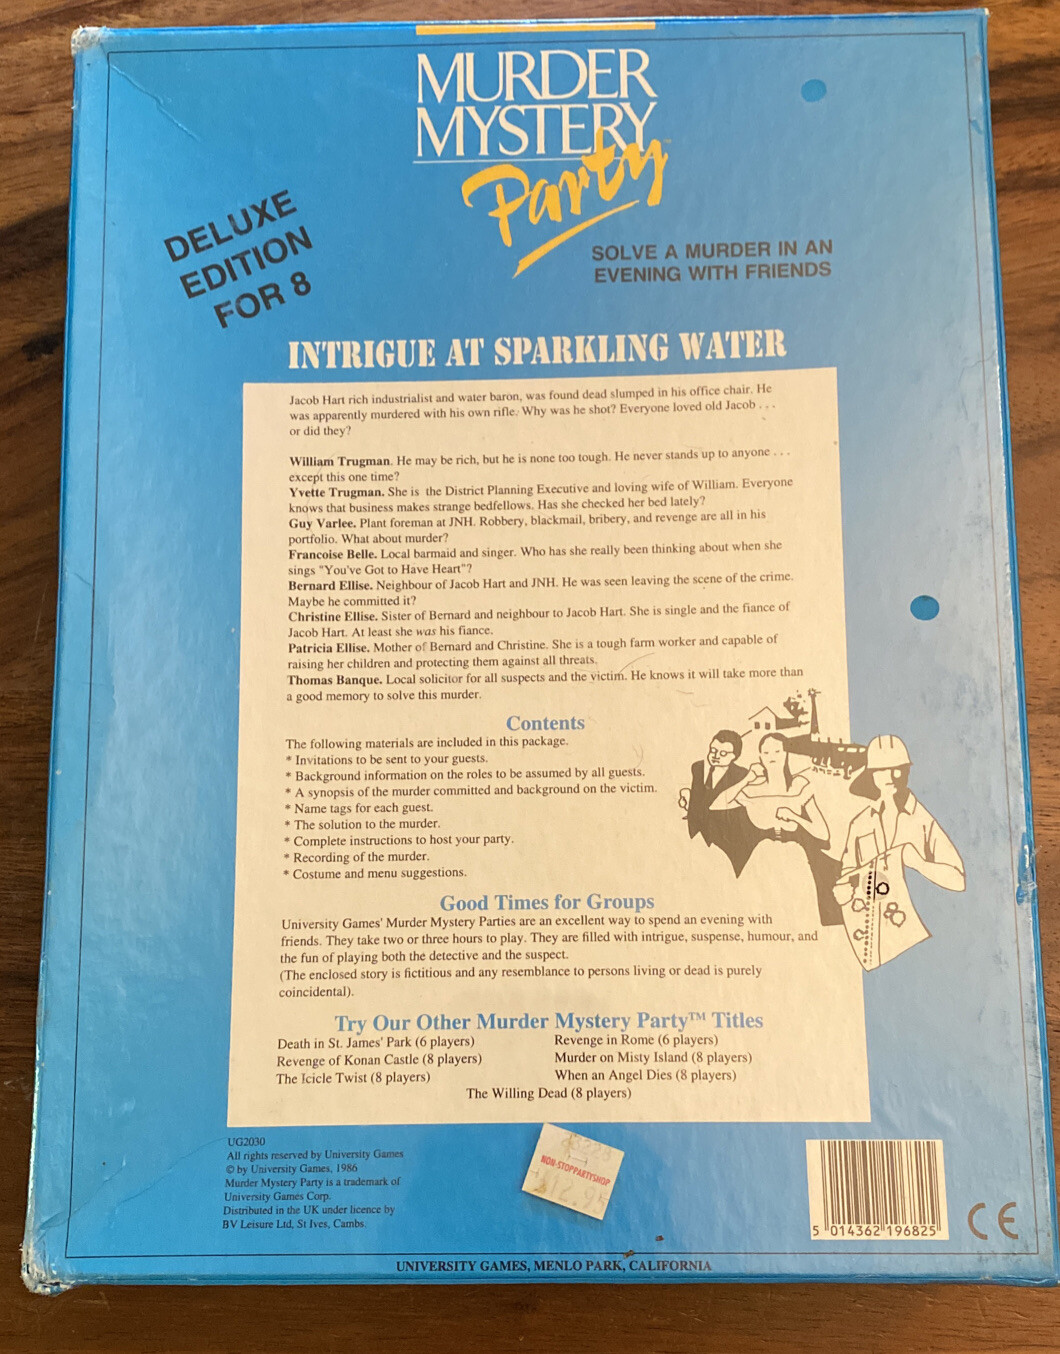 MURDER
MYSTERY
Party
DELUXE
EDITION
FOR 8
SOLVE A MURDER IN AN
EVENING WITH FRIENDS
INTRIGUE AT SPARKLING WATER
Jacob Hart rich industrialist and water baron, was found dead slumped in his office chair. He
was apparently murdered with his own rifle. Why was he shot? Everyone loved old Jacob . . .
or did they?
William Trugman. He may be rich, but he is none too tough. He never stands up to anyone . . .
except this one time?
Yvette Trugman. She is the District Planning Executive and loving wife of William. Everyone
knows that business makes strange bedfellows. Has she checked her bed lately?
Guy Varlee. Plant foreman at JNH. Robbery, blackmail, bribery, and revenge are all in his
portfolio. What about murder?
Francoise Belle. Local barmaid and singer. Who has she really been thinking about when she
sings "You've Got to Have Heart"?
Bernard Ellise. Neighbour of Jacob Hart and JNH. He was seen leaving the scene of the crime.
Maybe he committed it?
Christine Ellise. Sister of Bernard and neighbour to Jacob Hart. She is single and the fiance of
Jacob Hart. At least she was his fiance.
Patricia Ellise. Mother of Bernard and Christine. She is a tough farm worker and capable of
raising her children and protecting them against all threats.
Thomas Banque. Local solicitor for all suspects and the victim. He knows it will take more than
a good memory to solve this murder.
Contents
The following materials are included in this package.
* Invitations to be sent to your guests.
* Background information on the roles to be assumed by all guests.
* A synopsis of the murder committed and background on the victim.
* Name tags for each guest.
* The solution to the murder.
* Complete instructions to host your party.
* Recording of the murder.
* Costume and menu suggestions.
Good Times for Groups
University Games' Murder Mystery Parties are an excellent way to spend an evening with
friends. They take two or three hours to play. They are filled with intrigue, suspense, humour, and
the fun of playing both the detective and the suspect.
(The enclosed story is fictitious and any resemblance to persons living or dead is purely
coincidental).
Try Our Other Murder Mystery Party™ Titles
Death in St. James' Park (6 players)
Revenge in Rome (6 players)
Revenge of Konan Castle (8 players)
Murder on Misty Island (8 players)
The Icicle Twist (8 players)
When an Angel Dies (8 players)
The Willing Dead (8 players)
UG2030
All rights reserved by University Games
© by University Games, 1986
Murder Mystery Party is a trademark of
University Games Corp.
Distributed in the UK under licence by
BV Leisure Ltd, St Ives, Cambs.
NON-STOPPARTYSHOP
5 014362 196825
CE
UNIVERSITY GAMES, MENLO PARK, CALIFORNIA